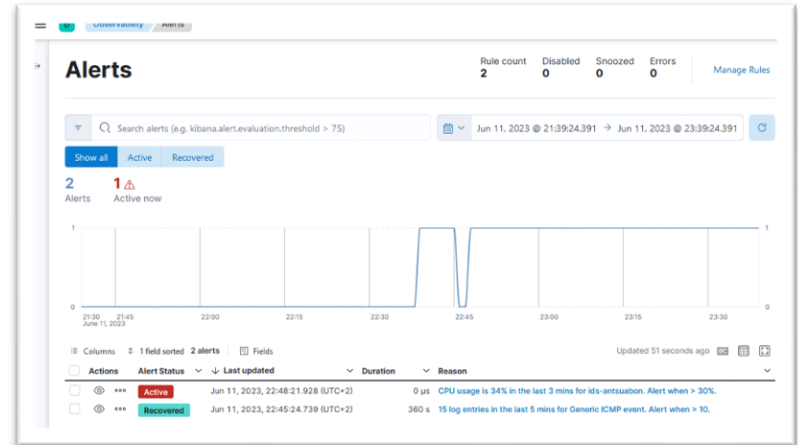 D Observability Alerts
Alerts
Rule count Disabled Snoozed Errors
2 0 0 0
Manage Rules
Search alerts (e.g. kibana.alert.evaluation.threshold > 75)
Jun 11, 2023 @ 21:39:24.391 → Jun 11, 2023 @ 23:39:24.391
Show all Active Recovered
2 1
Alerts Active now
1 1
0 0
21:30 21:45 22:00 22:15 22:30 22:45 23:00 23:15 23:30
June 11, 2023
Columns 1 field sorted 2 alerts Fields Updated 51 seconds ago
Actions Alert Status Last updated Duration Reason
Active Jun 11, 2023, 22:48:21.928 (UTC+2) 0 μs CPU usage is 34% in the last 3 mins for ids-antsuabon. Alert when > 30%.
Recovered Jun 11, 2023, 22:45:24.739 (UTC+2) 360 s 15 log entries in the last 5 mins for Generic ICMP event. Alert when > 10.